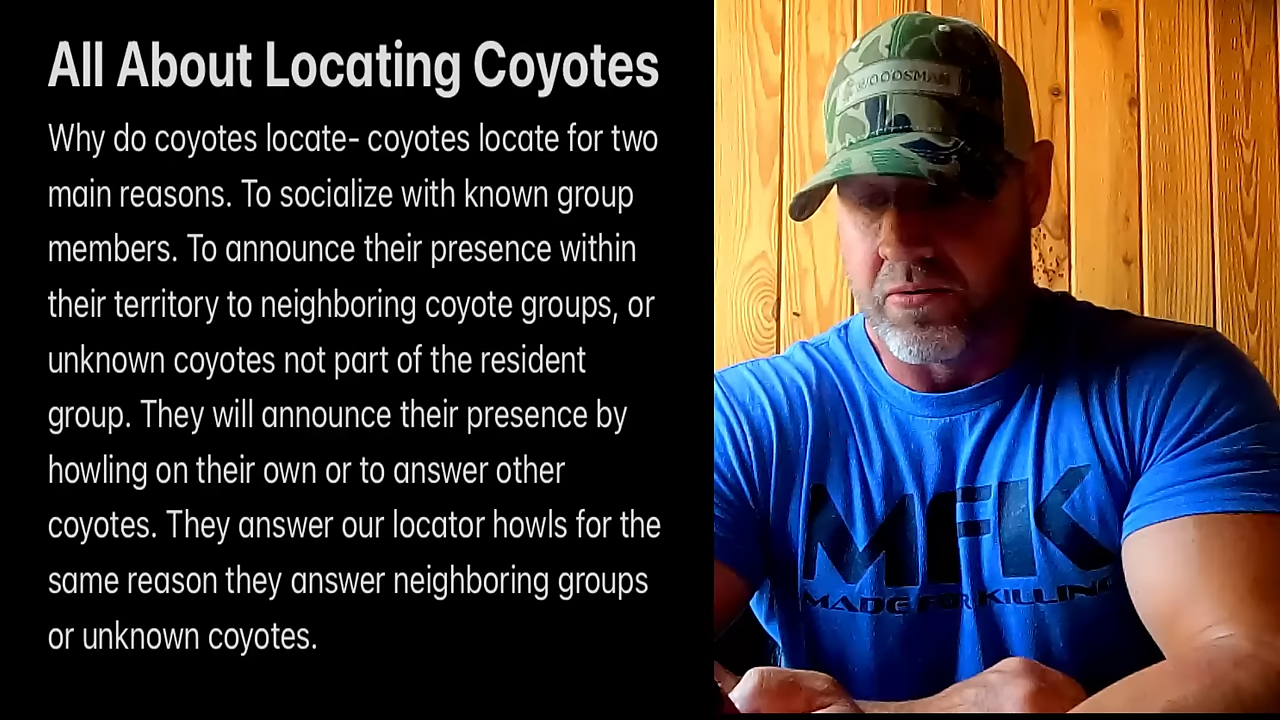 All About Locating Coyotes
Why do coyotes locate- coyotes locate for two
main reasons. To socialize with known group
members. To announce their presence within
their territory to neighboring coyote groups, or
unknown coyotes not part of the resident
group. They will announce their presence by
howling on their own or to answer other
coyotes. They answer our locator howls for the
same reason they answer neighboring groups
or unknown coyotes.
WOODSMAN
MFK
MADE FOR KILLING